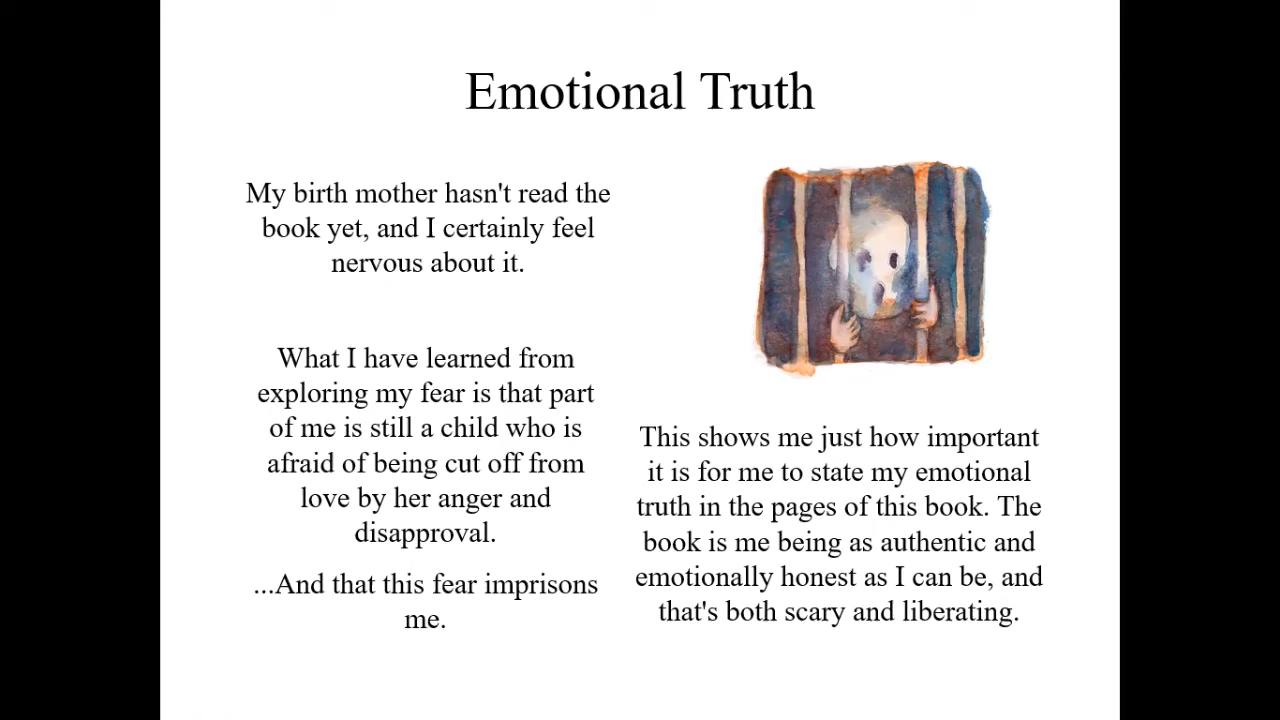 Emotional Truth
My birth mother hasn't read the
book yet, and I certainly feel
nervous about it.
What I have learned from
exploring my fear is that part
of me is still a child who is
afraid of being cut off from
love by her anger and
disapproval.
...And that this fear imprisons
me.
This shows me just how important
it is for me to state my emotional
truth in the pages of this book. The
book is me being as authentic and
emotionally honest as I can be, and
that's both scary and liberating.